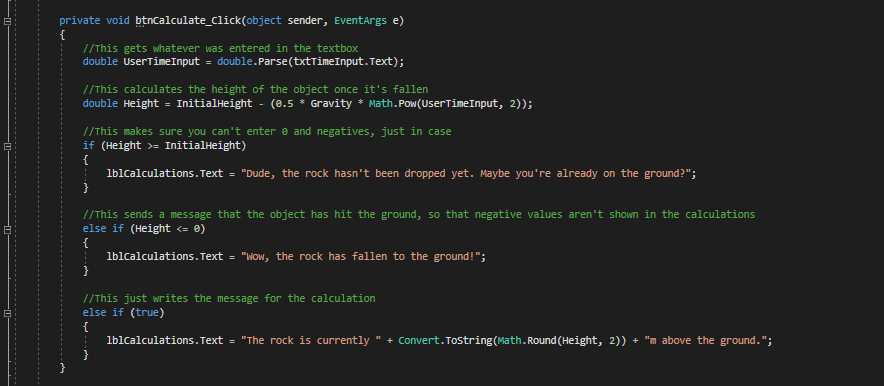 private void btnCalculate_Click(object sender, EventArgs e)
{
//This gets whatever was entered in the textbox
double UserTimeInput = double.Parse(txtTimeInput.Text);
//This calculates the height of the object once it's fallen
double Height = InitialHeight - (0.5 * Gravity * Math.Pow(UserTimeInput, 2));
//This makes sure you can't enter 0 and negatives, just in case
if (Height >= InitialHeight)
{
lblCalculations.Text = "Dude, the rock hasn't been dropped yet. Maybe you're already on the ground?";
}
//This sends a message that the object has hit the ground, so that negative values aren't shown in the calculations
else if (Height <= 0)
{
lblCalculations.Text = "Wow, the rock has fallen to the ground!";
}
//This just writes the message for the calculation
else if (true)
{
lblCalculations.Text = "The rock is currently " + Convert.ToString(Math.Round(Height, 2)) + "m above the ground.";
}
}